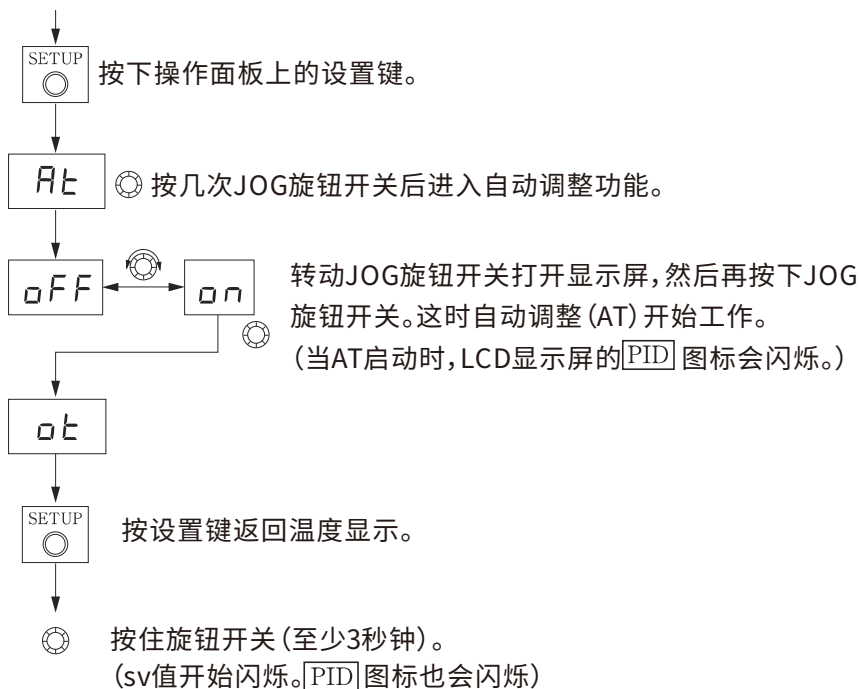 SETUP
按下操作面板上的设置键。
At
按几次JOG旋钮开关后进入自动调整功能。
oFF
on
转动JOG旋钮开关打开显示屏，然后再按下JOG
旋钮开关。这时自动调整（AT）开始工作。
（当AT启动时，LCD显示屏的PID图标会闪烁。）
ot
SETUP
按设置键返回温度显示。
按住旋钮开关（至少3秒钟）。
（sv值开始闪烁。PID图标也会闪烁）